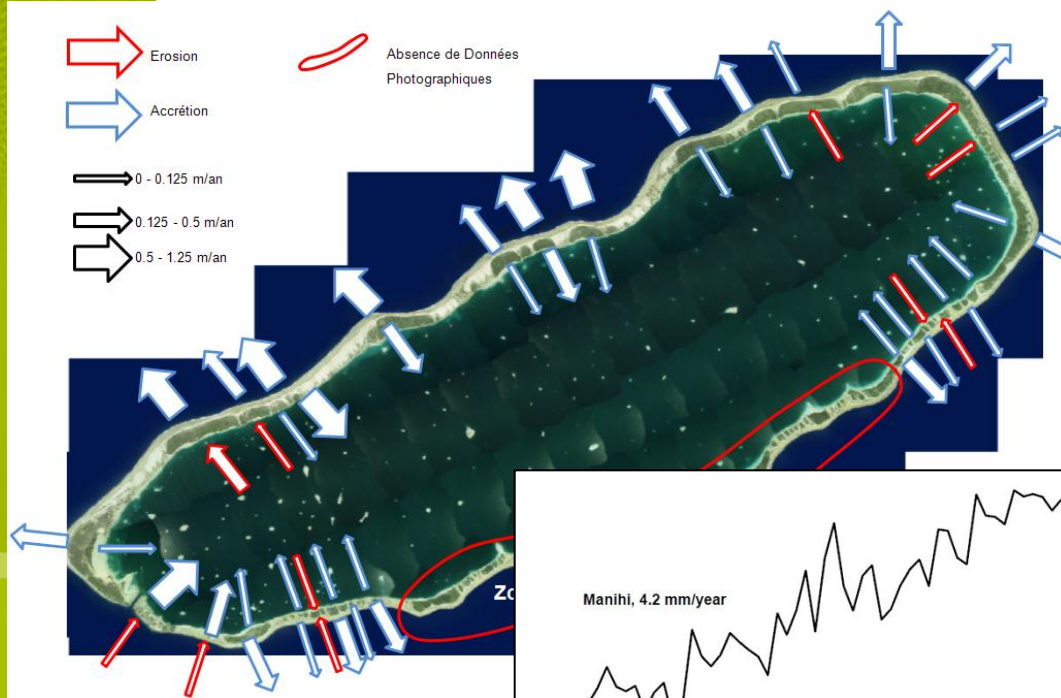 Erosion
Absence de Données
Photographiques
Accrétion
0 - 0.125 m/an
0.125 - 0.5 m/an
0.5 - 1.25 m/an
Manihi, 4.2 mm/year